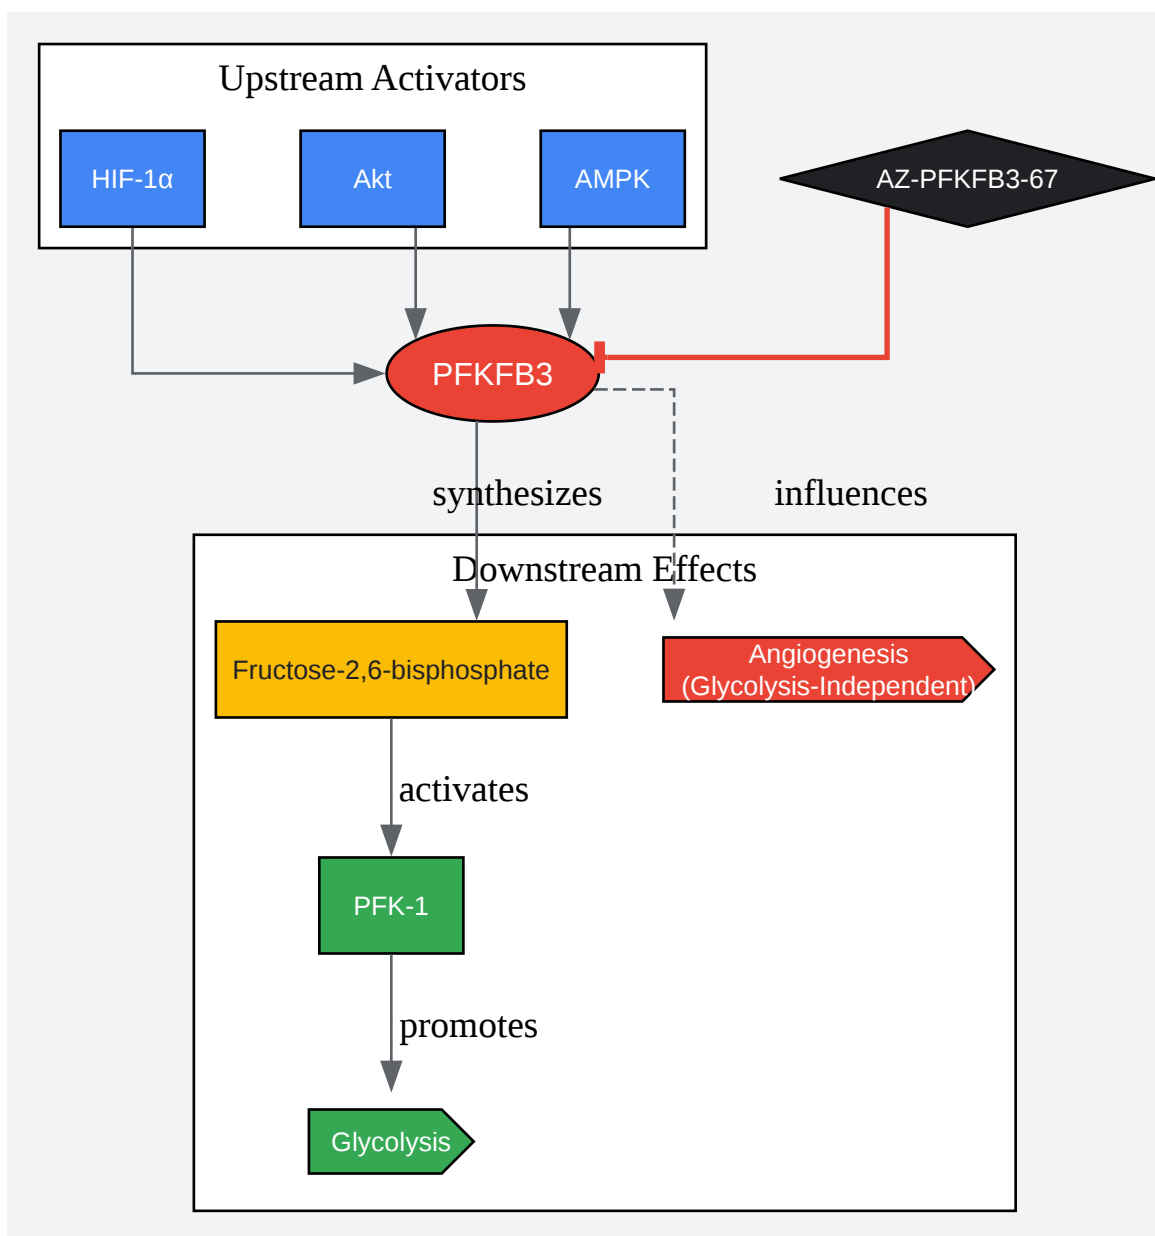 Upstream Activators
HIF-1α
Akt
AMPK
AZ-PFKFB3-67
PFKFB3
synthesizes
influences
Downstream Effects
Fructose-2,6-bisphosphate
Angiogenesis
(Glycolysis-Independent)
activates
PFK-1
promotes
Glycolysis